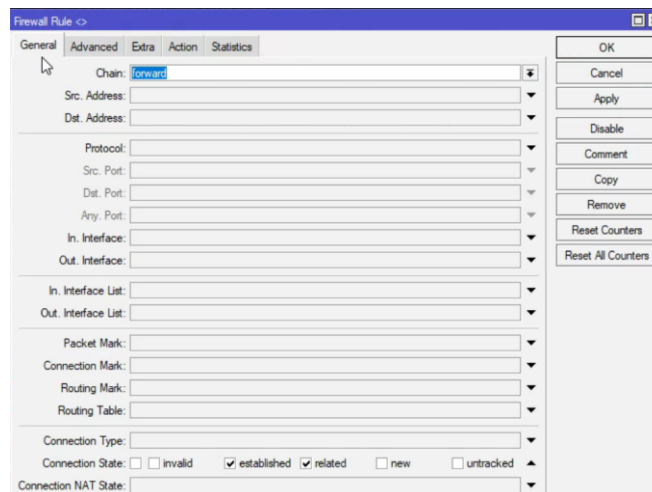 Firewall Rule <>
General Advanced Extra Action Statistics
OK
Chain: forward
Cancel
Src. Address:
Apply
Dst. Address:
Disable
Protocol:
Comment
Src. Port:
Copy
Dst. Port:
Remove
Any. Port:
In. Interface:
Reset Counters
Out. Interface:
Reset All Counters
In. Interface List:
Out. Interface List:
Packet Mark:
Connection Mark:
Routing Mark:
Routing Table:
Connection Type:
Connection State: invalid established related new untracked
Connection NAT State: